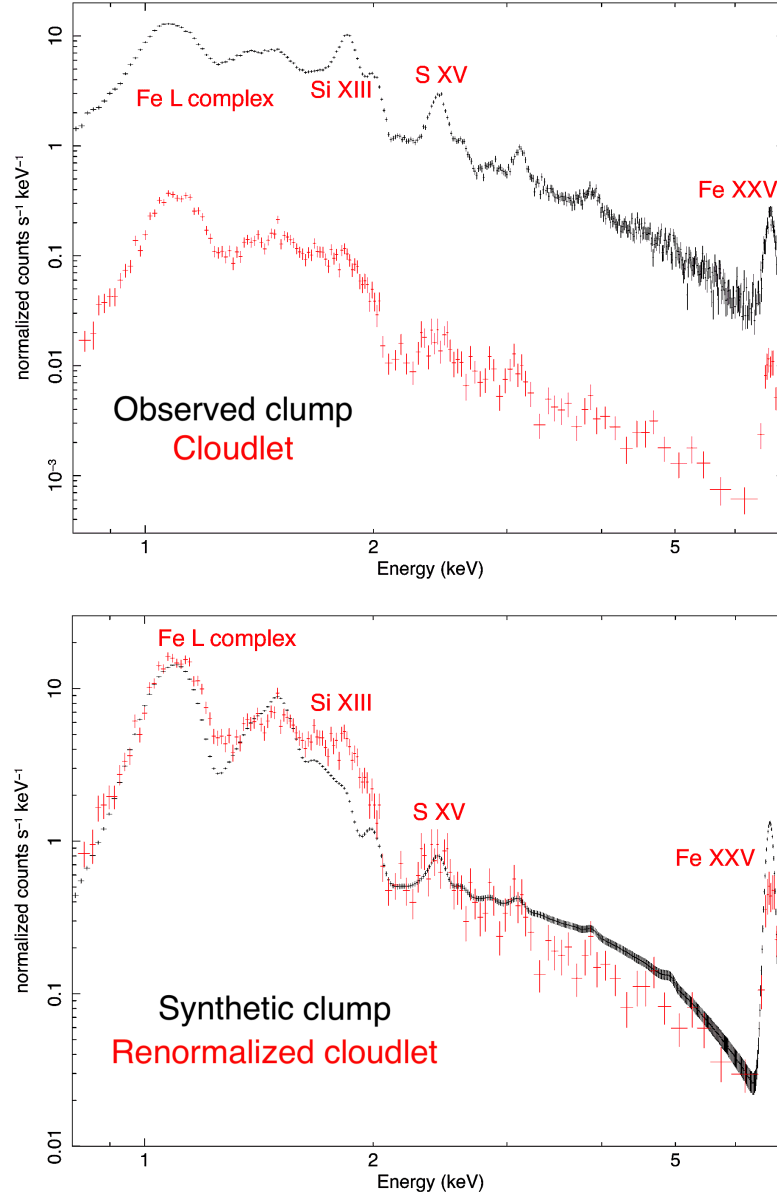 10
1
0.1
0.01
10⁻³
normalized counts s⁻¹ keV⁻¹
Fe L complex
Si XIII
S XV
Fe XXV
Observed clump
Cloudlet
1
2
5
Energy (keV)
10
1
0.1
0.01
normalized counts s⁻¹ keV⁻¹
Fe L complex
Si XIII
S XV
Fe XXV
Synthetic clump
Renormalized cloudlet
1
2
5
Energy (keV)